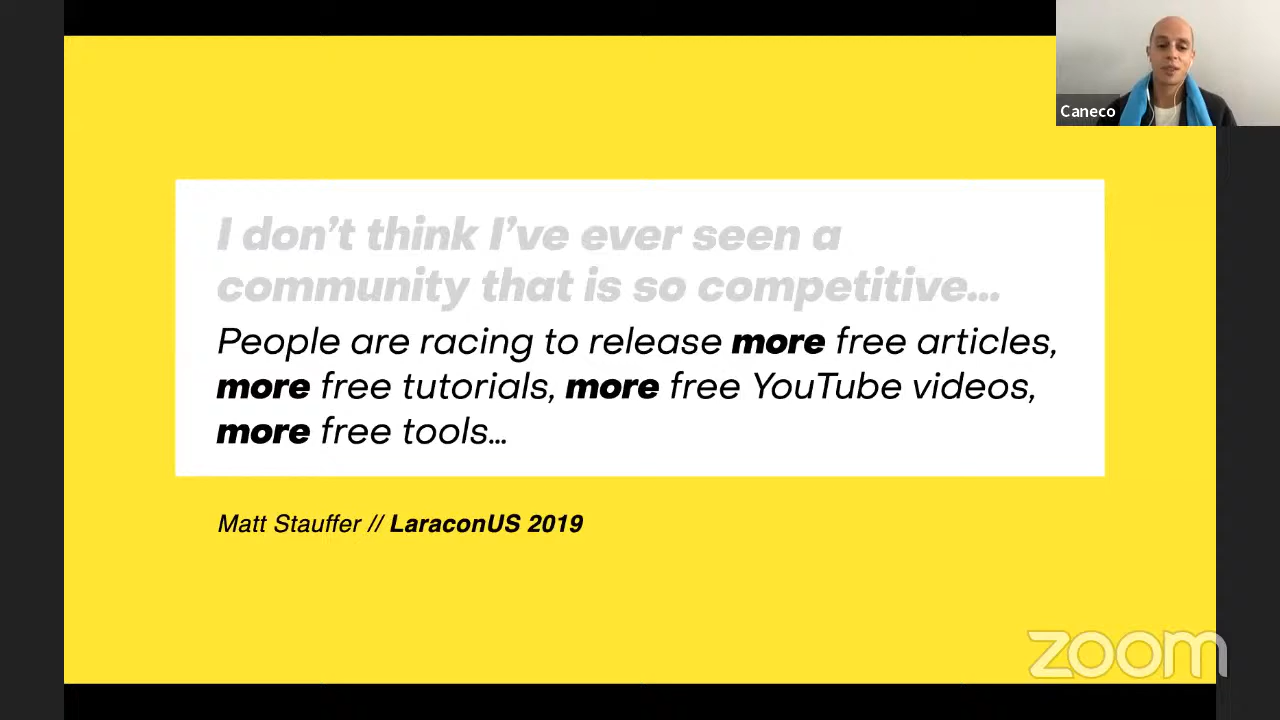 Caneco
I don’t think I’ve ever seen a
community that is so competitive...
People are racing to release more free articles,
more free tutorials, more free YouTube videos,
more free tools...
Matt Stauffer // LaraconUS 2019
zoom